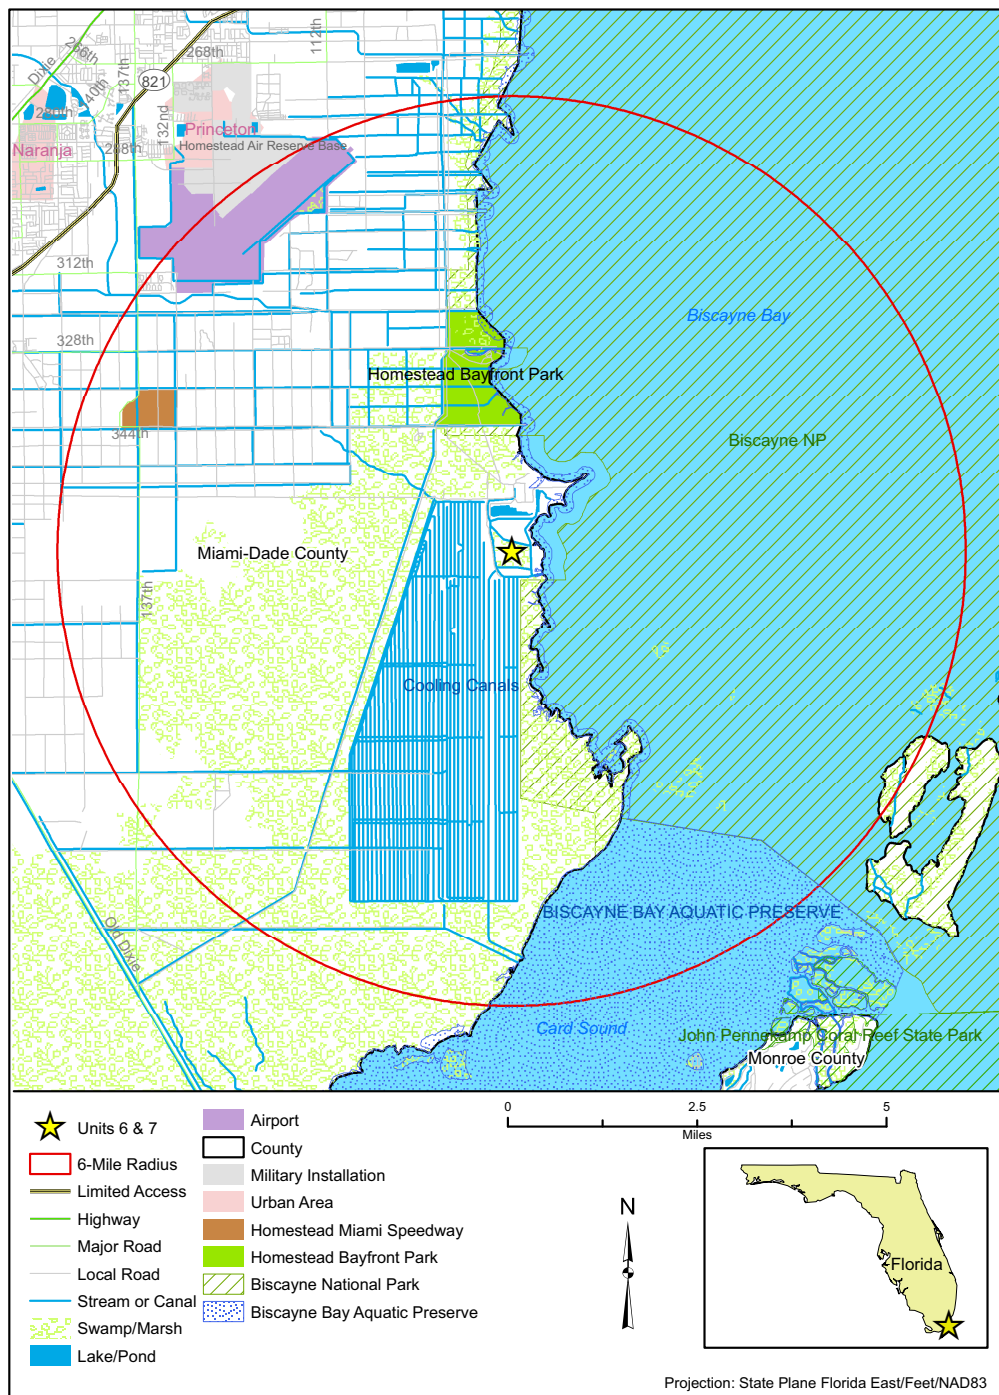 266th
Dixie
137th
40th
821
268th
112th
280th
132nd
288th
Princeton
Naranja
Homestead Air Reserve Base
312th
Biscayne Bay
328th
Homestead Bayfront Park
344th
Biscayne NP
Miami-Dade County
137th
Cooling Canals
BISCAYNE BAY AQUATIC PRESERVE
Old Dixie
Card Sound
John Pennekamp Coral Reef State Park
Monroe County
Units 6 & 7
6-Mile Radius
Limited Access
Highway
Major Road
Local Road
Stream or Canal
Swamp/Marsh
Lake/Pond
Airport
County
Military Installation
Urban Area
Homestead Miami Speedway
Homestead Bayfront Park
Biscayne National Park
Biscayne Bay Aquatic Preserve
0 2.5 5
Miles
N
Florida
Projection: State Plane Florida East/Feet/NAD83